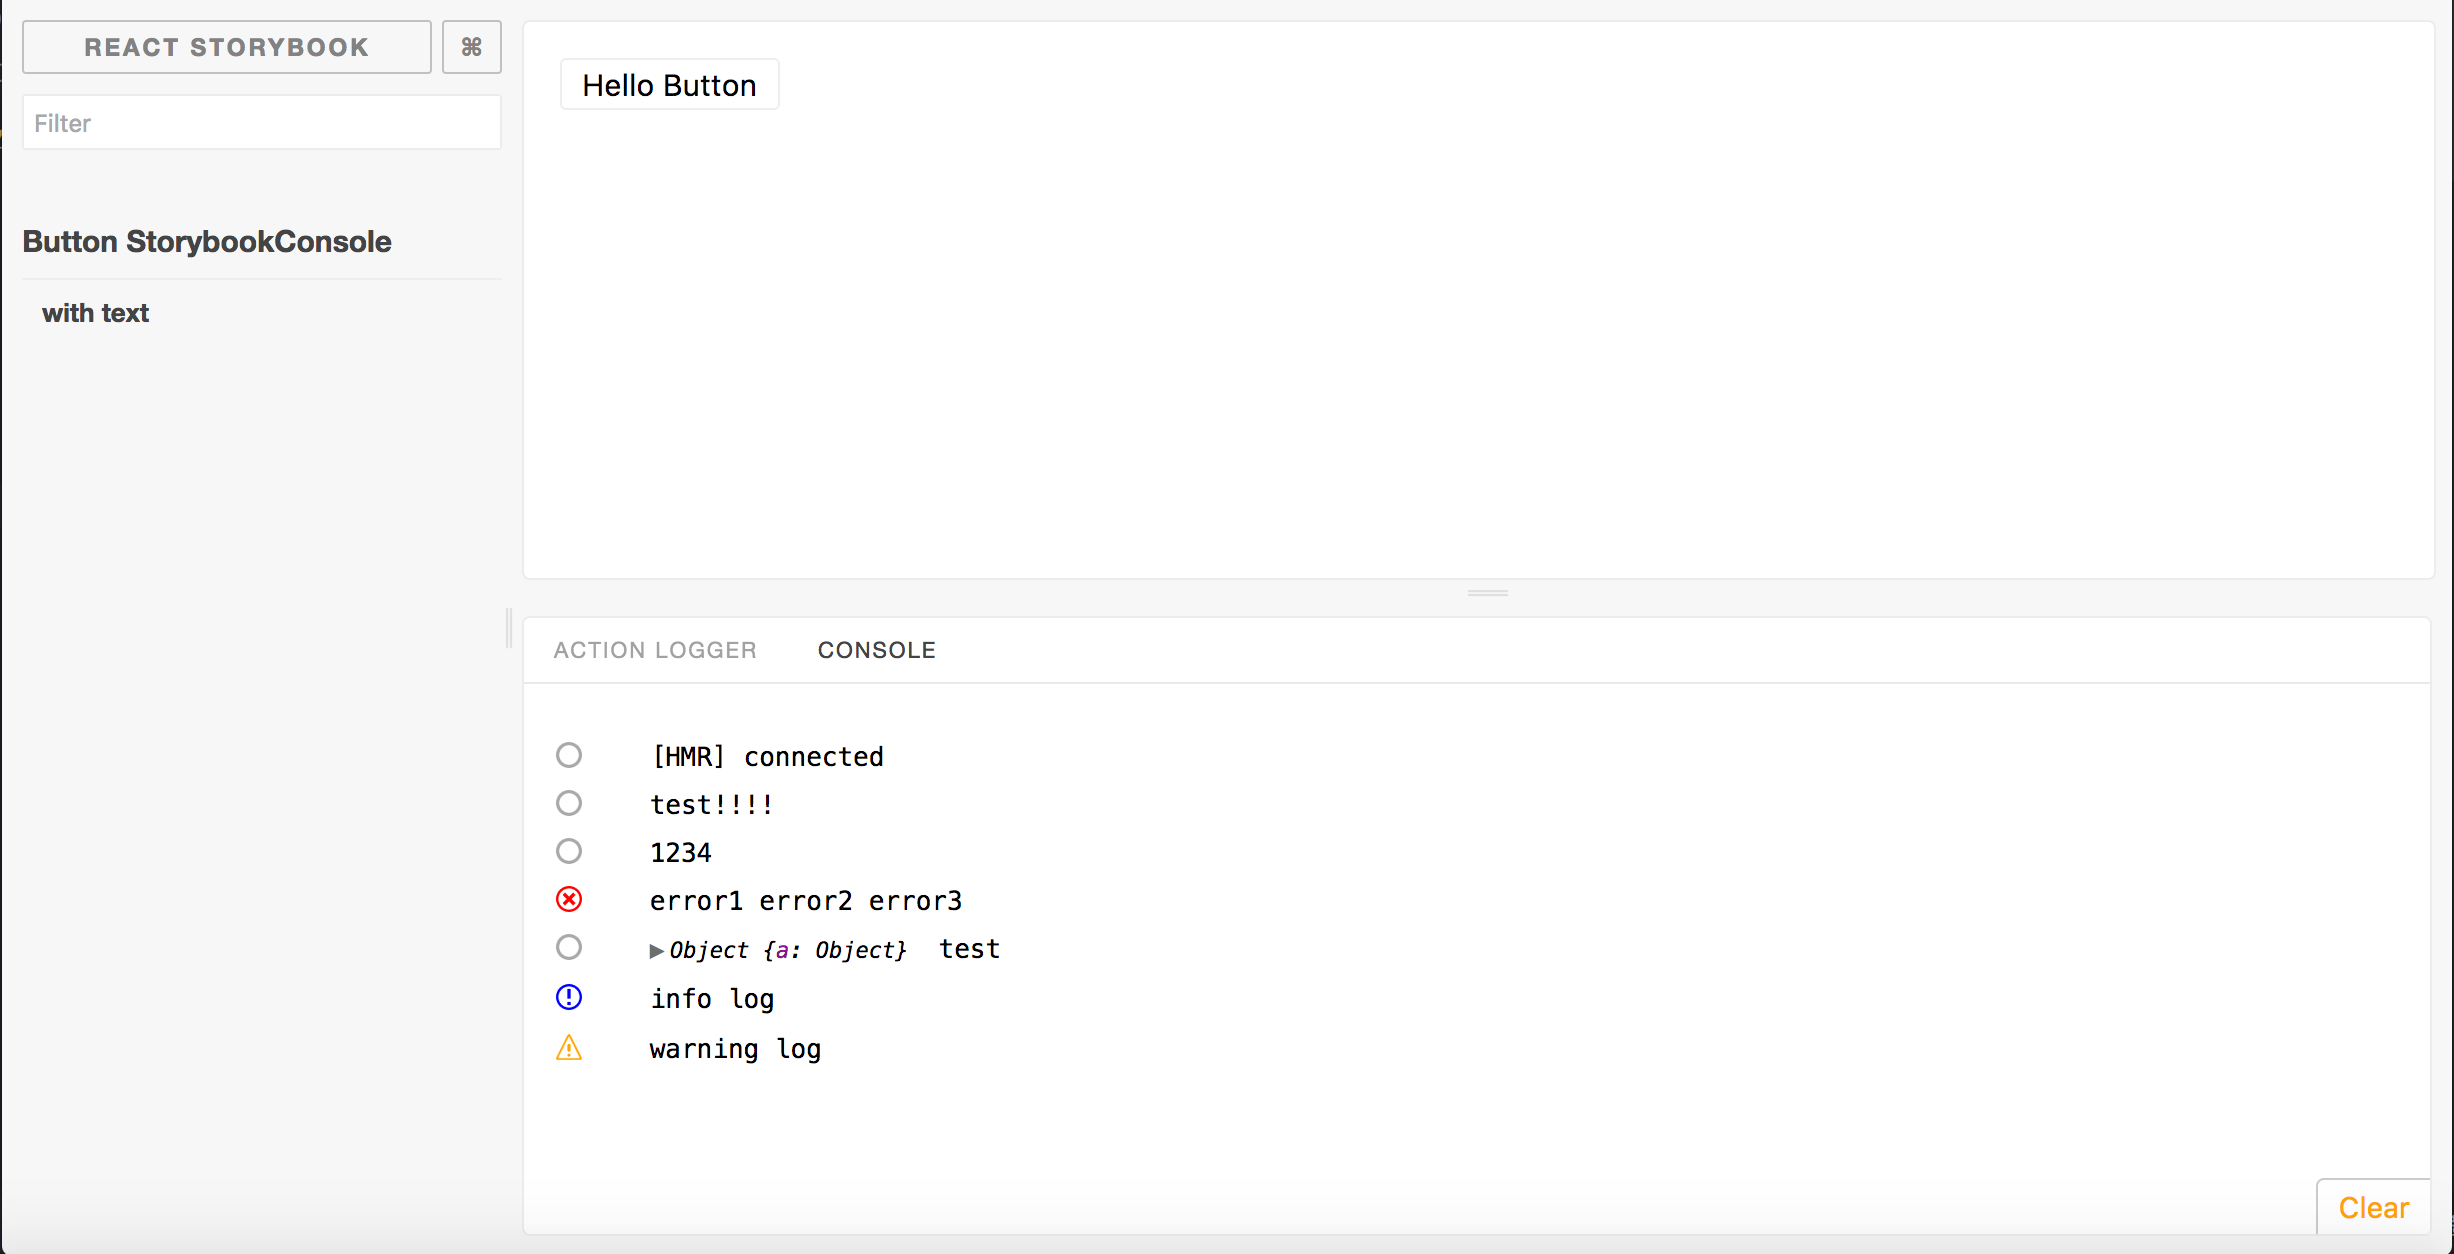 REACT STORYBOOK ⌘
Filter
Button StorybookConsole
with text
Hello Button
ACTION LOGGER CONSOLE
[HMR] connected
test!!!!
1234
error1 error2 error3
▶Object {a: Object} test
info log
warning log
Clear